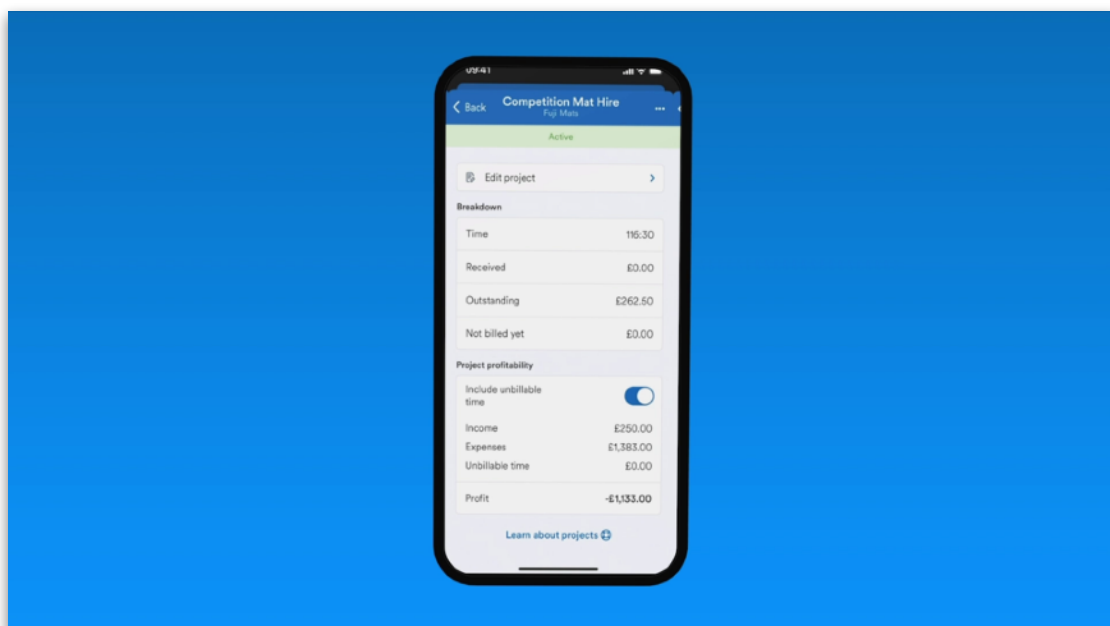 09:41
Back
Competition Mat Hire
Fuji Mats
Active
Edit project
Breakdown
Time 116:30
Received £0.00
Outstanding £262.50
Not billed yet £0.00
Project profitability
Include unbillable
time
Income £250.00
Expenses £1,383.00
Unbillable time £0.00
Profit -£1,133.00
Learn about projects